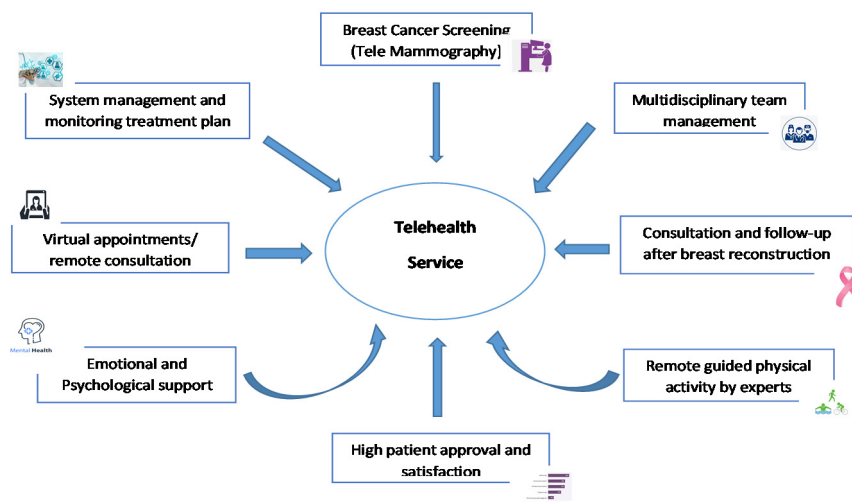 Breast Cancer Screening
(Tele Mammography)
System management and
monitoring treatment plan
Multidisciplinary team
management
Telehealth
Service
Virtual appointments/
remote consultation
Consultation and follow-up
after breast reconstruction
Mental Health
Emotional and
Psychological support
Remote guided physical
activity by experts
High patient approval and
satisfaction